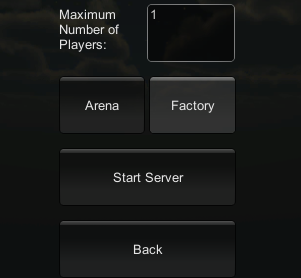 Maximum
Number of
Players:
1
Arena
Factory
Start Server
Back